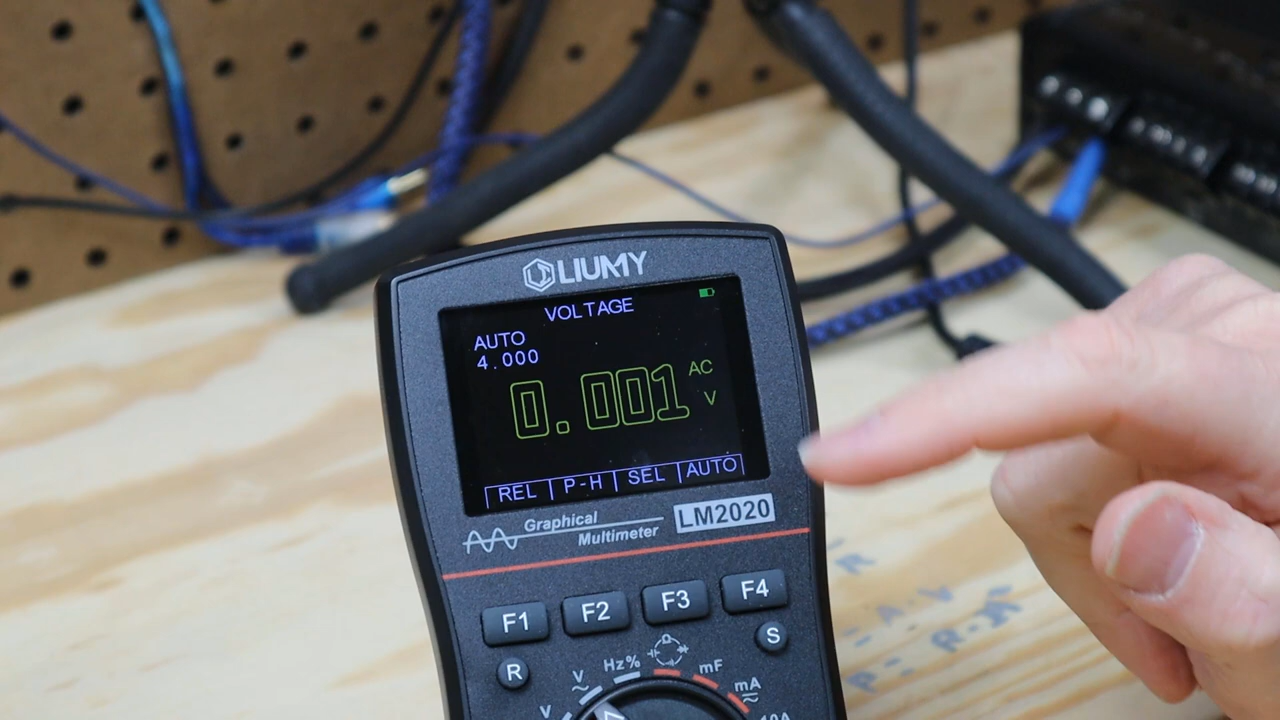 LIUMY
VOLTAGE
AUTO
4.000
0.001
AC
V
REL P-H SEL AUTO
Graphical
Multimeter
LM2020
F1 F2 F3 F4
R
S
V
V
Hz%
mF
mA
10A